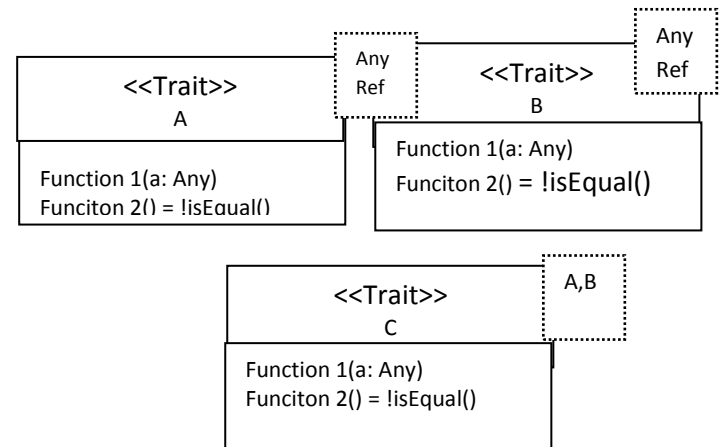 <<Trait>>
A
Any
Ref
Function 1(a: Any)
Funciton 2() = !isEqual()
<<Trait>>
B
Any
Ref
Function 1(a: Any)
Funciton 2() = !isEqual()
<<Trait>>
C
A,B
Function 1(a: Any)
Funciton 2() = !isEqual()